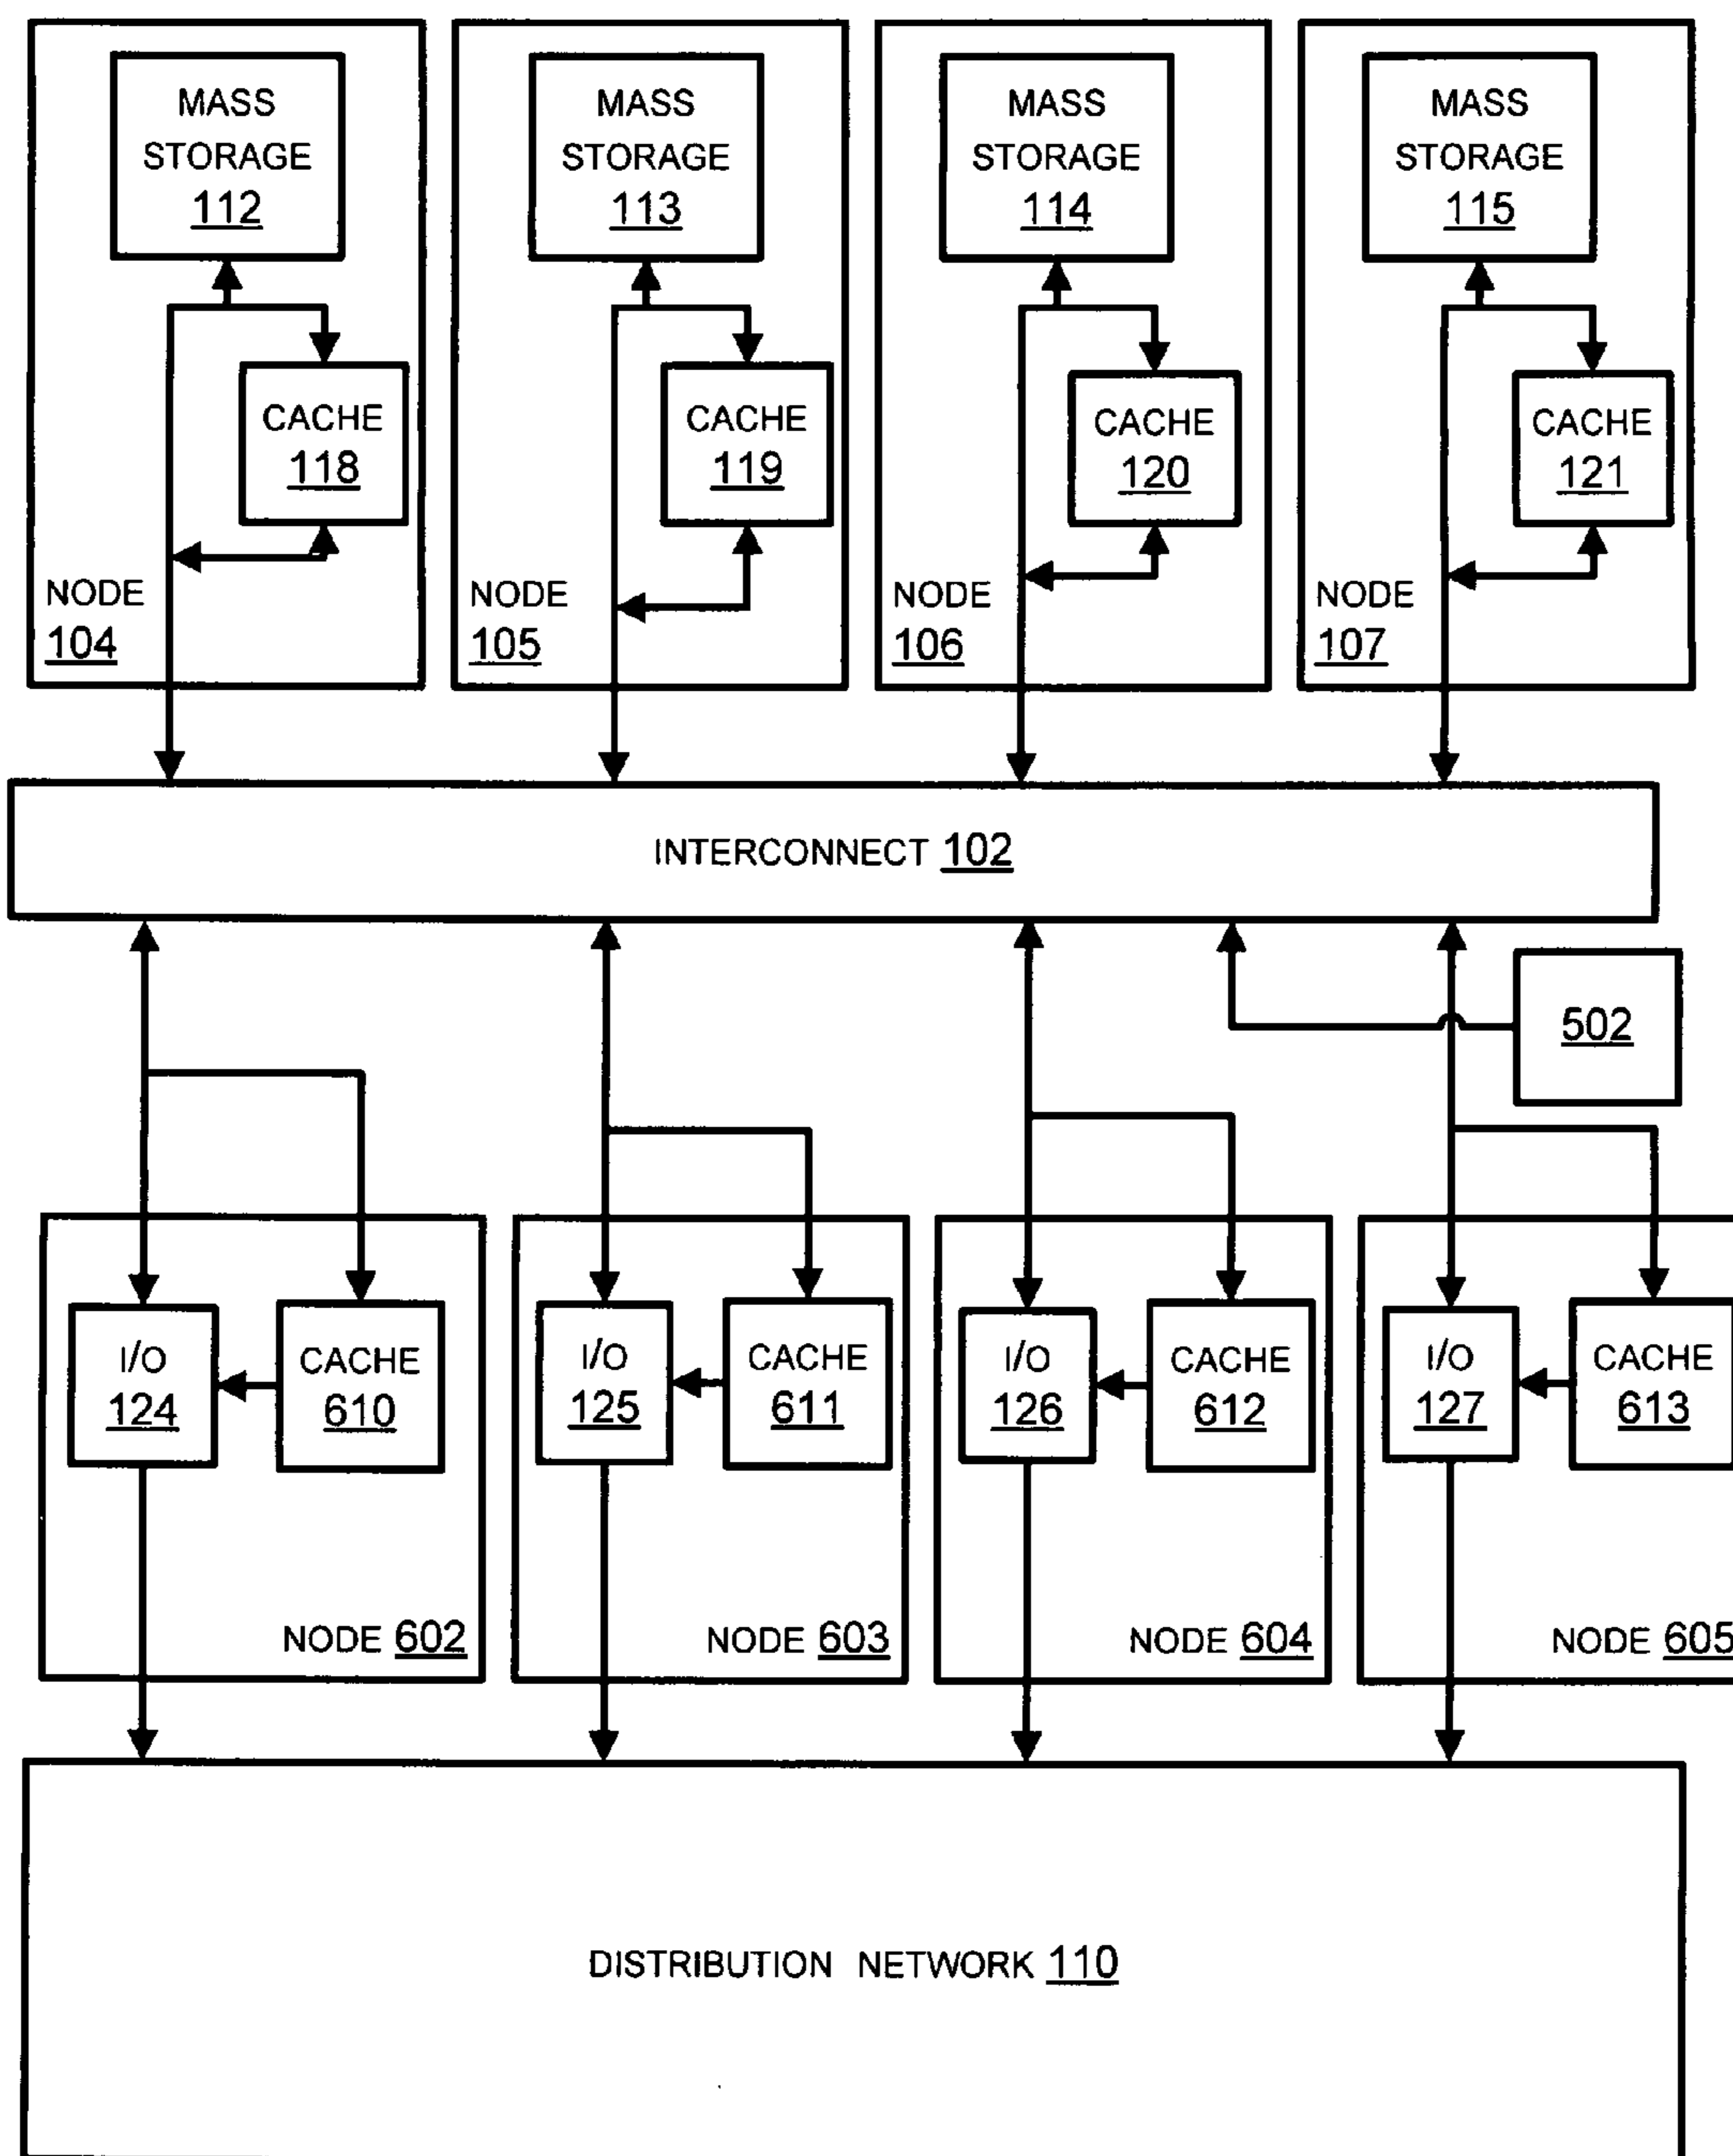 MASS
STORAGE
112
MASS
STORAGE
113
MASS
STORAGE
114
MASS
STORAGE
115
CACHE
118
CACHE
119
CACHE
120
CACHE
121
NODE
104
NODE
105
NODE
106
NODE
107
INTERCONNECT 102
502
I/O
124
CACHE
610
I/O
125
CACHE
611
I/O
126
CACHE
612
I/O
127
CACHE
613
NODE 602
NODE 603
NODE 604
NODE 605
DISTRIBUTION NETWORK 110